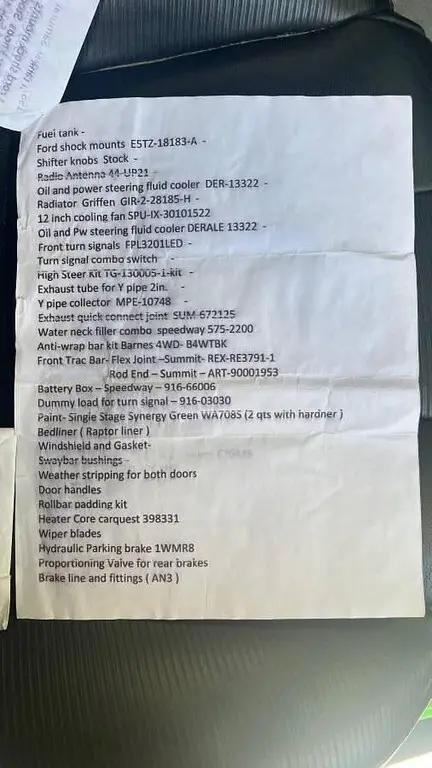 Fuel tank -
Ford shock mounts E5TZ-18183-A -
Shifter knobs Stock -
Radio Antenna 44-UP21 -
Oil and power steering fluid cooler DER-13322 -
Radiator Griffen GIR-2-28185-H -
12 inch cooling fan SPU-IX-30101522
Oil and Pw steering fluid cooler DERALE 13322 -
Front turn signals FPL3201LED -
Turn signal combo switch -
High Steer Kit TG-130005-1-kit -
Exhaust tube for Y pipe 2in. -
Y pipe collector MPE-10748 -
Exhaust quick connect joint SUM-672125
Water neck filler combo speedway 575-2200
Anti-wrap bar kit Barnes 4WD- B4WTBK
Front Trac Bar- Flex Joint –Summit- REX-RE3791-1
Rod End – Summit – ART-90001953
Battery Box – Speedway – 916-66006
Dummy load for turn signal – 916-03030
Paint- Single Stage Synergy Green WA708S (2 qts with hardner )
Bedliner ( Raptor liner )
Windshield and Gasket-
Swaybar bushings -
Weather stripping for both doors
Door handles
Rollbar padding kit
Heater Core carquest 398331
Wiper blades
Hydraulic Parking brake 1WMR8
Proportioning Valve for rear brakes
Brake line and fittings ( AN3 )